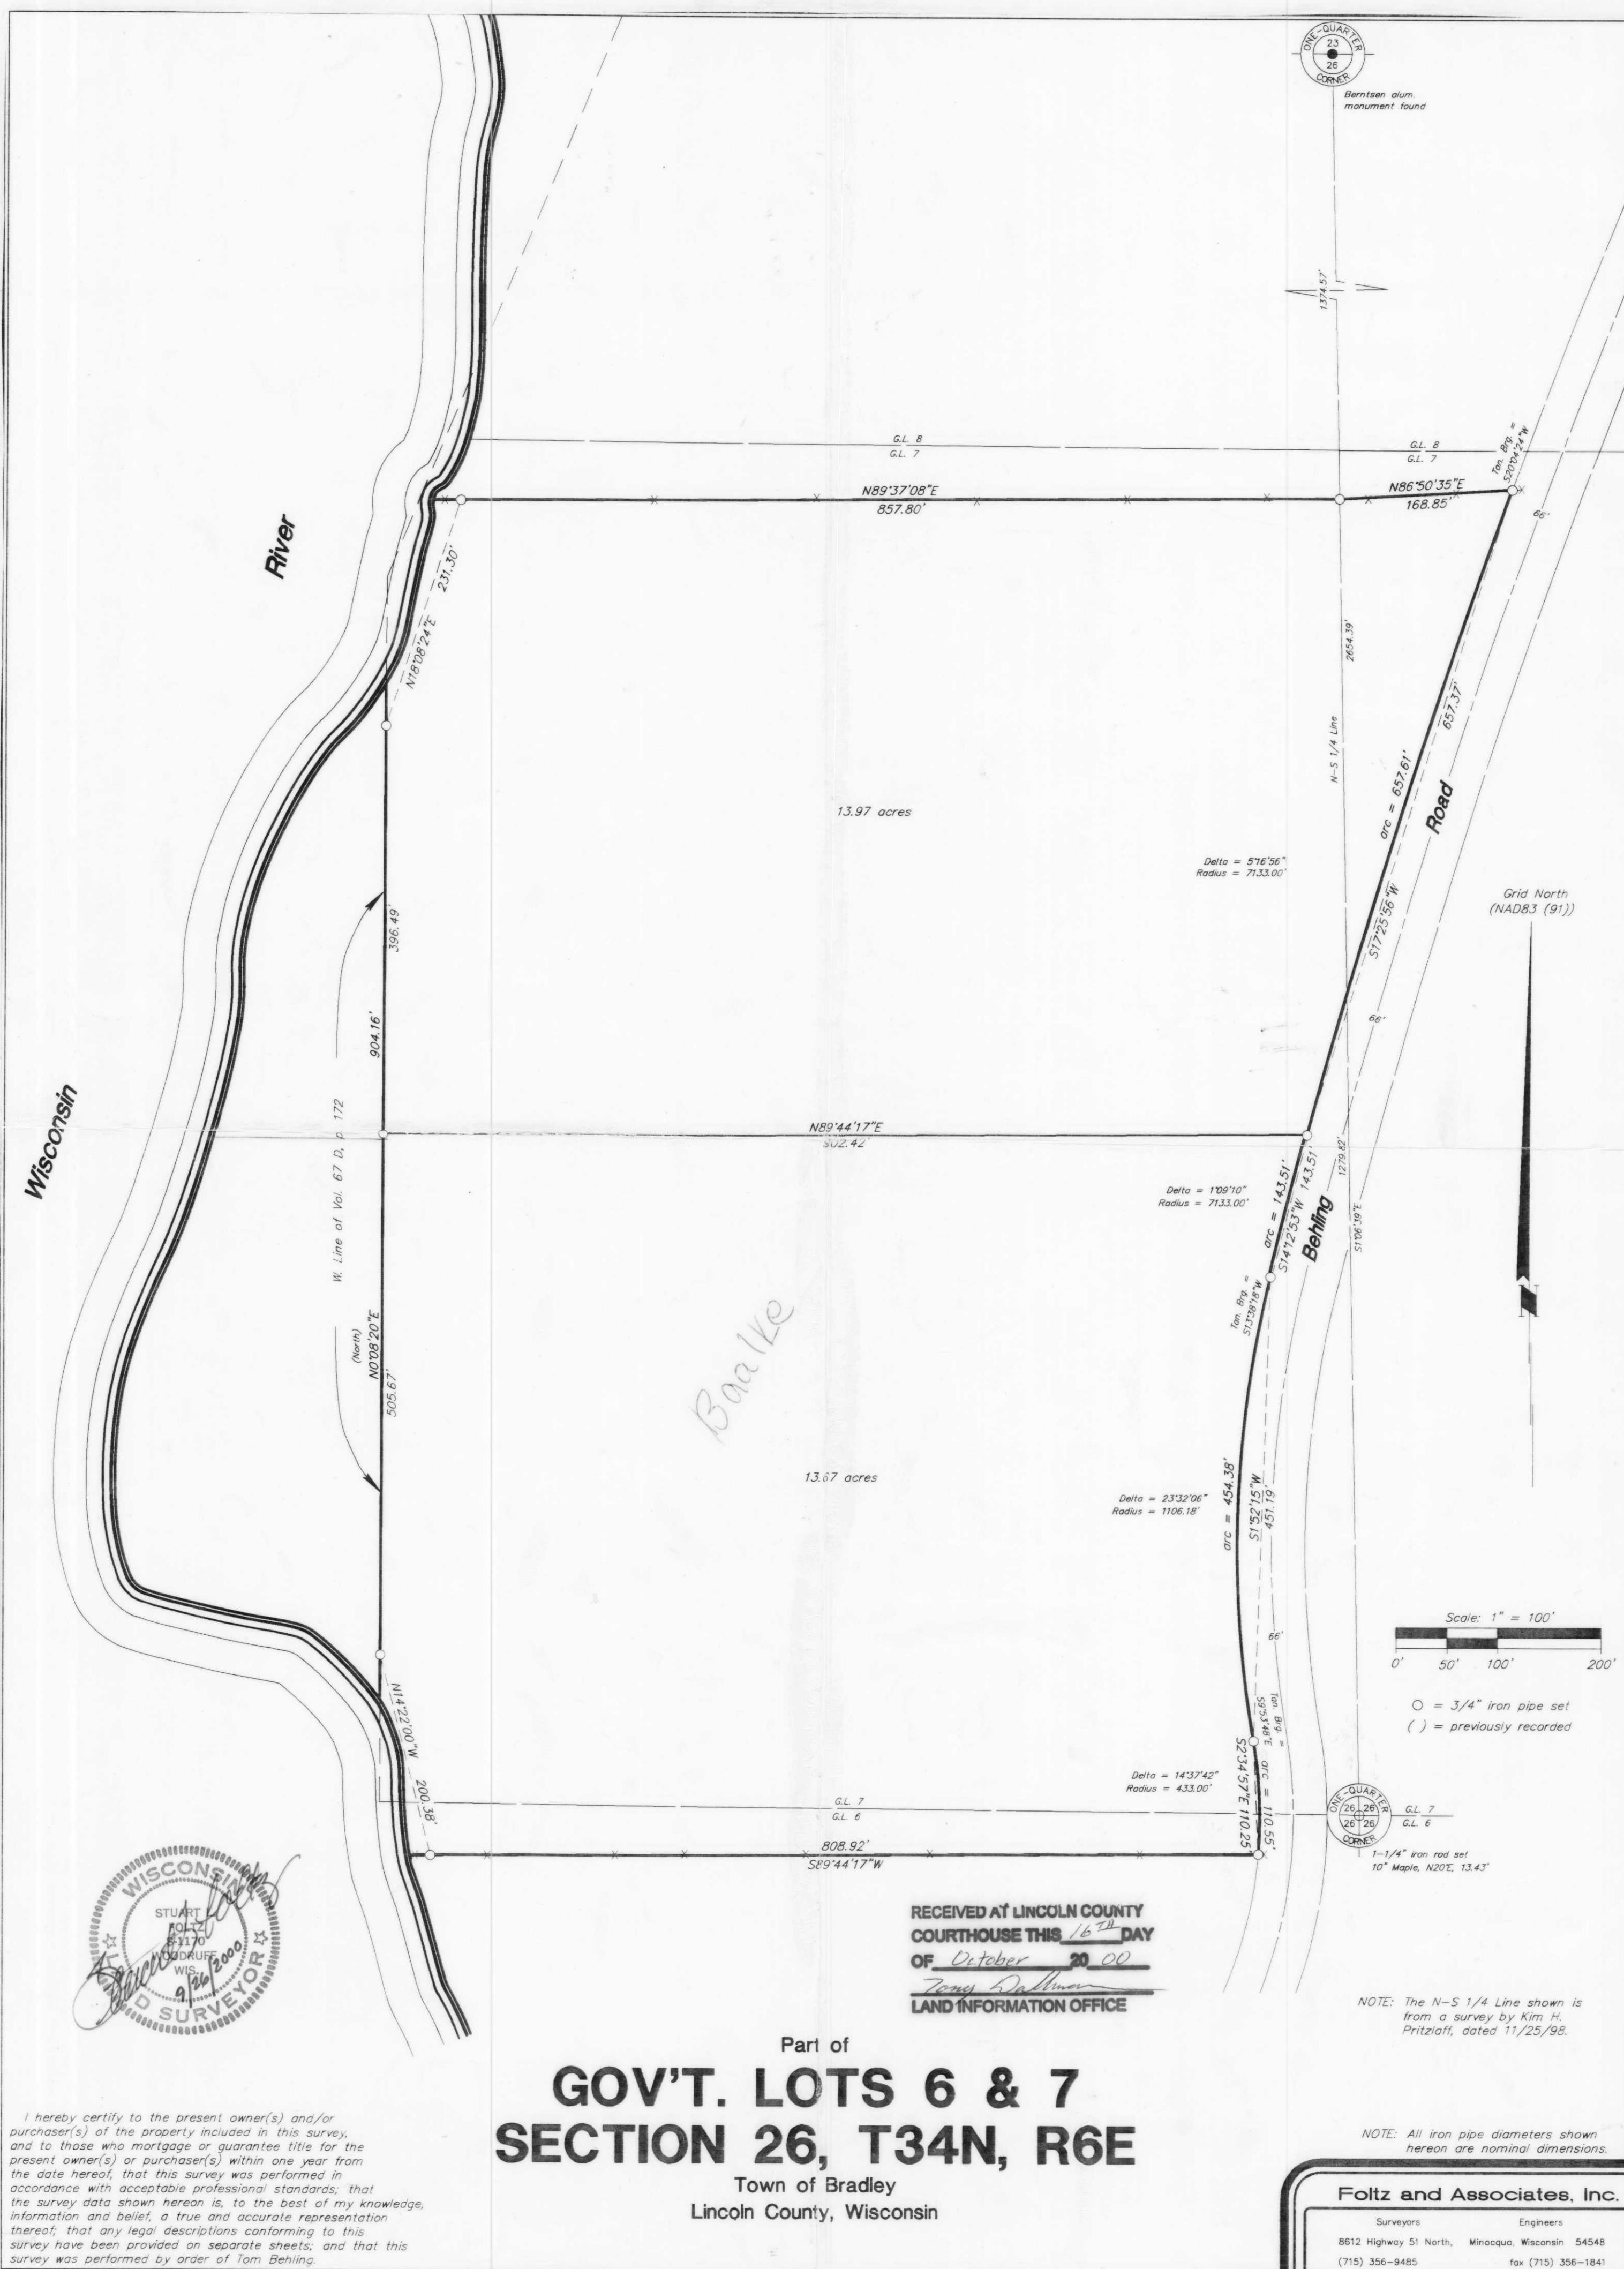 ONE-QUARTER
23
26
CORNER
Berntsen alum.
monument found
1374.57'
G.L. 8
G.L. 7
G.L. 8
G.L. 7
Tan. Brg. =
S20°04'24"W
N89°37'08"E
857.80'
N86°50'35"E
168.85'
66'
River
231.30'
N18°08'24"E
2654.39'
N-S 1/4 Line
657.37'
arc = 657.61'
Road
S17°25'56"W
13.97 acres
Delta = 5°16'56"
Radius = 7133.00'
Grid North
(NAD83 (91))
396.49'
904.16'
66'
W. Line of Vol. 67 D, p. 172
Wisconsin
N89°44'17"E
902.42'
1279.82'
Delta = 1°09'10"
Radius = 7133.00'
arc = 143.51'
S14°12'53"W 143.51'
Behling
S1°06'39"E
Tan. Brg. =
S13°38'18"W
N
(North)
N0°08'20"E
505.67'
Baalke
13.67 acres
Delta = 23°32'06"
Radius = 1106.18'
arc = 454.38'
S1°52'15"W
451.19'
66'
Scale: 1" = 100'
0' 50' 100' 200'
O = 3/4" iron pipe set
( ) = previously recorded
N14°22'00"W
200.38'
Tan. Brg. =
S9°53'48"E
Delta = 14°37'42"
Radius = 433.00'
S2°34'57"E 110.25'
arc = 110.55'
G.L. 7
G.L. 6
ONE-QUARTER
26 26
26 26
CORNER
G.L. 7
G.L. 6
1-1/4" iron rod set
10" Maple, N20°E, 13.43'
808.92'
S89°44'17"W
WISCONSIN
STUART
FOLTZ
S-1170
WOODRUFF
WIS.
9/26/2000
D SURVEYOR
RECEIVED AT LINCOLN COUNTY
COURTHOUSE THIS 16TH DAY
OF October 20 00
Tony Dallman
LAND INFORMATION OFFICE
NOTE: The N-S 1/4 Line shown is
from a survey by Kim H.
Pritzlaff, dated 11/25/98.
Part of
GOV'T. LOTS 6 & 7
SECTION 26, T34N, R6E
Town of Bradley
Lincoln County, Wisconsin
I hereby certify to the present owner(s) and/or
purchaser(s) of the property included in this survey,
and to those who mortgage or guarantee title for the
present owner(s) or purchaser(s) within one year from
the date hereof, that this survey was performed in
accordance with acceptable professional standards; that
the survey data shown hereon is, to the best of my knowledge,
information and belief, a true and accurate representation
thereof; that any legal descriptions conforming to this
survey have been provided on separate sheets; and that this
survey was performed by order of Tom Behling.
NOTE: All iron pipe diameters shown
hereon are nominal dimensions.
Foltz and Associates, Inc.
Surveyors Engineers
8612 Highway 51 North, Minocqua, Wisconsin 54548
(715) 356-9485 fax (715) 356-1841